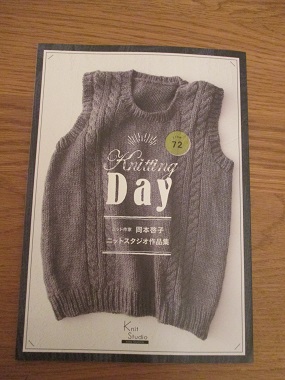 72
Knitting
Day
ニット作家 岡本啓子
ニットスタジオ作品集
Knit
Studio